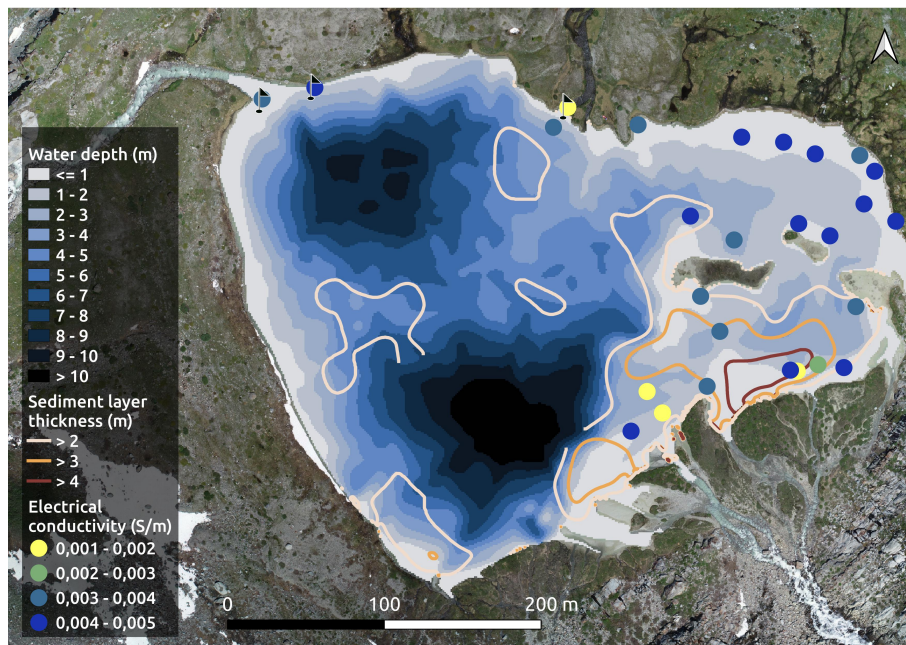 Water depth (m)
<= 1
1 - 2
2 - 3
3 - 4
4 - 5
5 - 6
6 - 7
7 - 8
8 - 9
9 - 10
> 10
Sediment layer
thickness (m)
> 2
> 3
> 4
Electrical
conductivity (S/m)
0,001 - 0,002
0,002 - 0,003
0,003 - 0,004
0,004 - 0,005
0 100 200 m